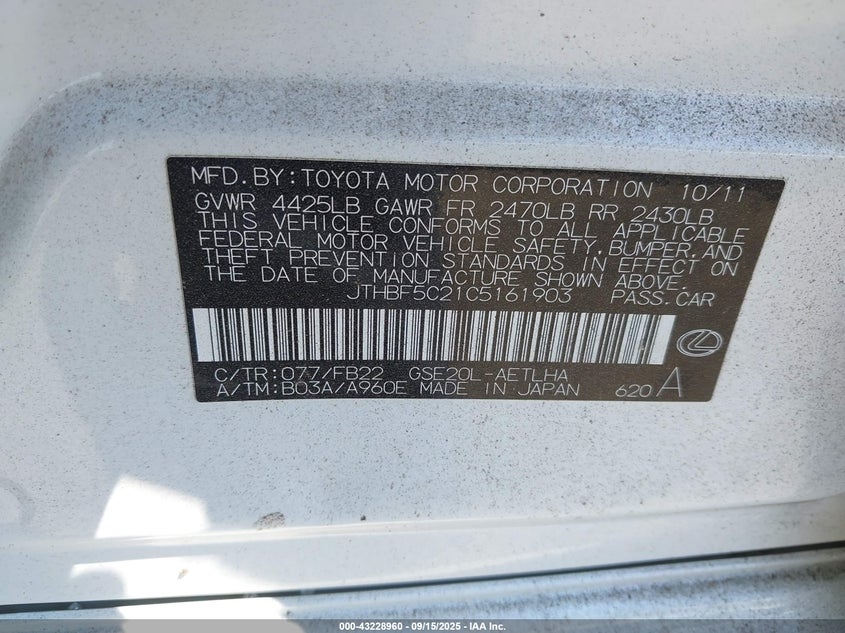 MFD.BY:TOYOTA MOTOR CORPORATION 10/11
GVWR 4425LB GAWR FR 2470LB RR 2430LB
THIS VEHICLE CONFORMS TO ALL APPLICABLE
FEDERAL MOTOR VEHICLE SAFETY,BUMPER,AND
THEFT PREVENTION STANDARDS IN EFFECT ON
THE DATE OF MANUFACTURE SHOWN ABOVE.
JTHBF5C21C5161903 PASS.CAR
C/TR:077/FB22 GSE20L-AETLHA
A/TM:B03A/A960E MADE IN JAPAN 620 A
000-43228960 - 09/15/2025 - IAA Inc.